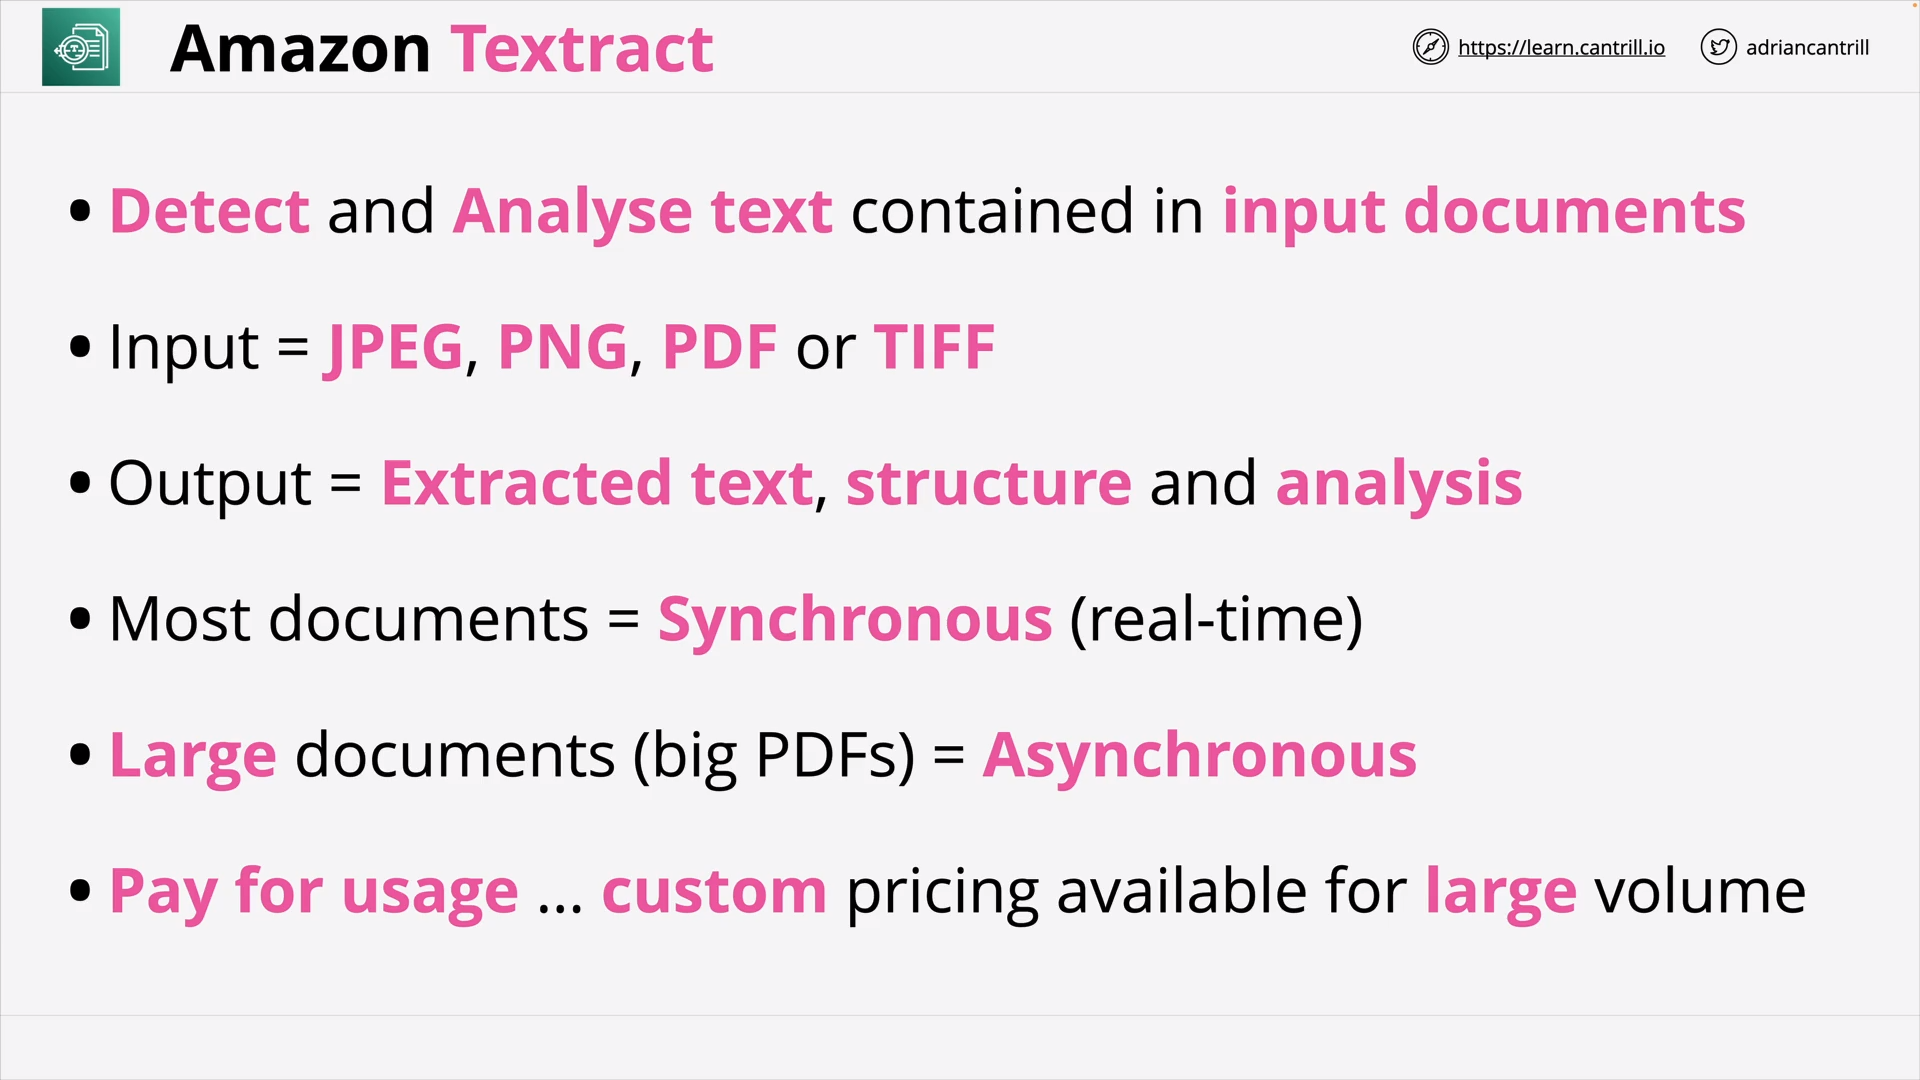 Amazon Textract
https://learn.cantrill.io
adriancantrill
• Detect and Analyse text contained in input documents
• Input = JPEG, PNG, PDF or TIFF
• Output = Extracted text, structure and analysis
• Most documents = Synchronous (real-time)
• Large documents (big PDFs) = Asynchronous
• Pay for usage ... custom pricing available for large volume